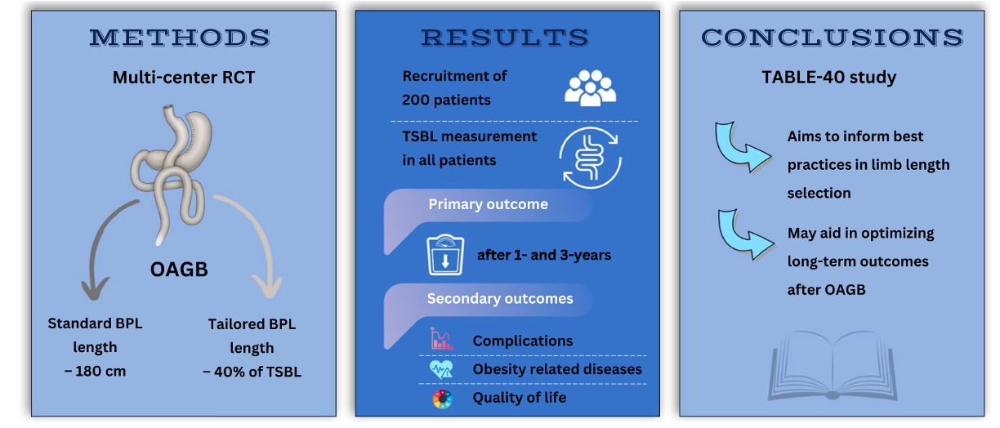 METHODS
Multi-center RCT
OAGB
Standard BPL
length
– 180 cm
Tailored BPL
length
– 40% of TSBL
RESULTS
Recruitment of
200 patients
TSBL measurement
in all patients
Primary outcome
after 1- and 3-years
Secondary outcomes
Complications
Obesity related diseases
Quality of life
CONCLUSIONS
TABLE-40 study
Aims to inform best
practices in limb length
selection
May aid in optimizing
long-term outcomes
after OAGB